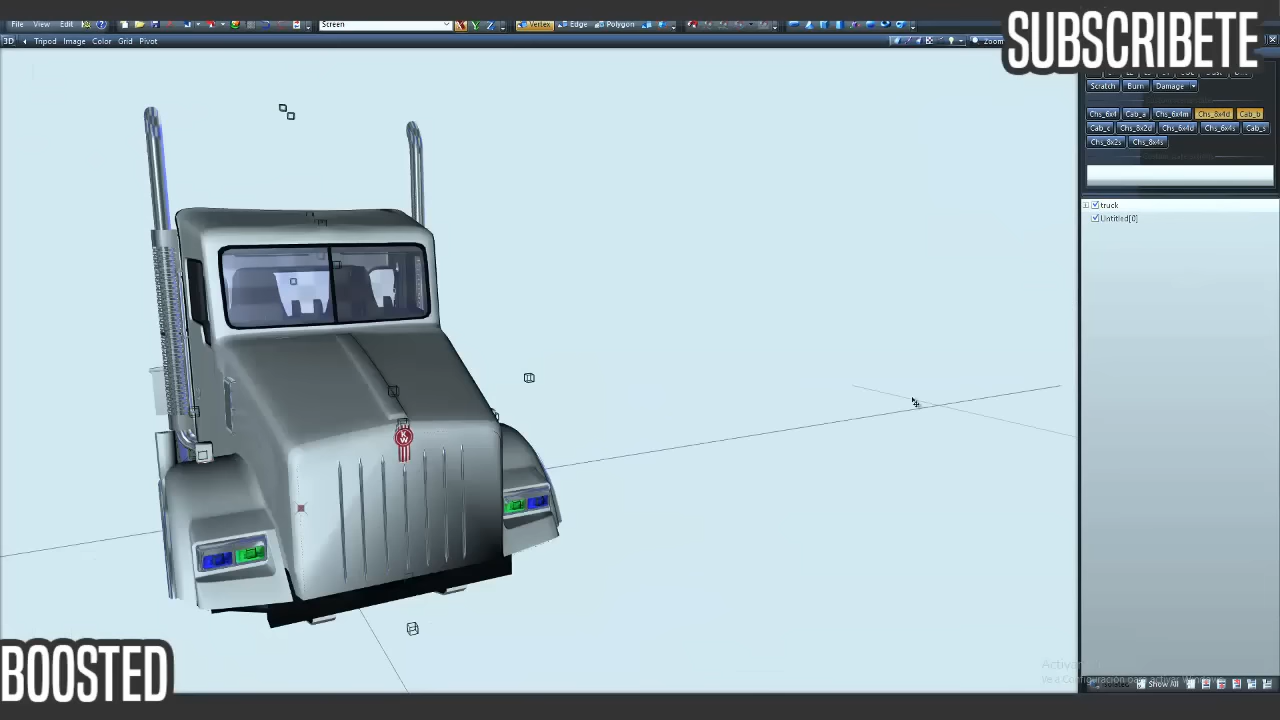 SUBSCRIBETE
File View Edit
Screen X Y Z Vertex Edge Polygon
3D Tripod Image Color Grid Pivot
Zoom
Scratch Burn Damage
Chs_6x4 Cab_a Chs_6x4m Chs_8x4d Cab_b
Cab_c Chs_8x2d Chs_6x4d Chs_6x4s Cab_s
Chs_8x2s Chs_8x4s
truck
Untitled[0]
KW
BOOSTED
Show All